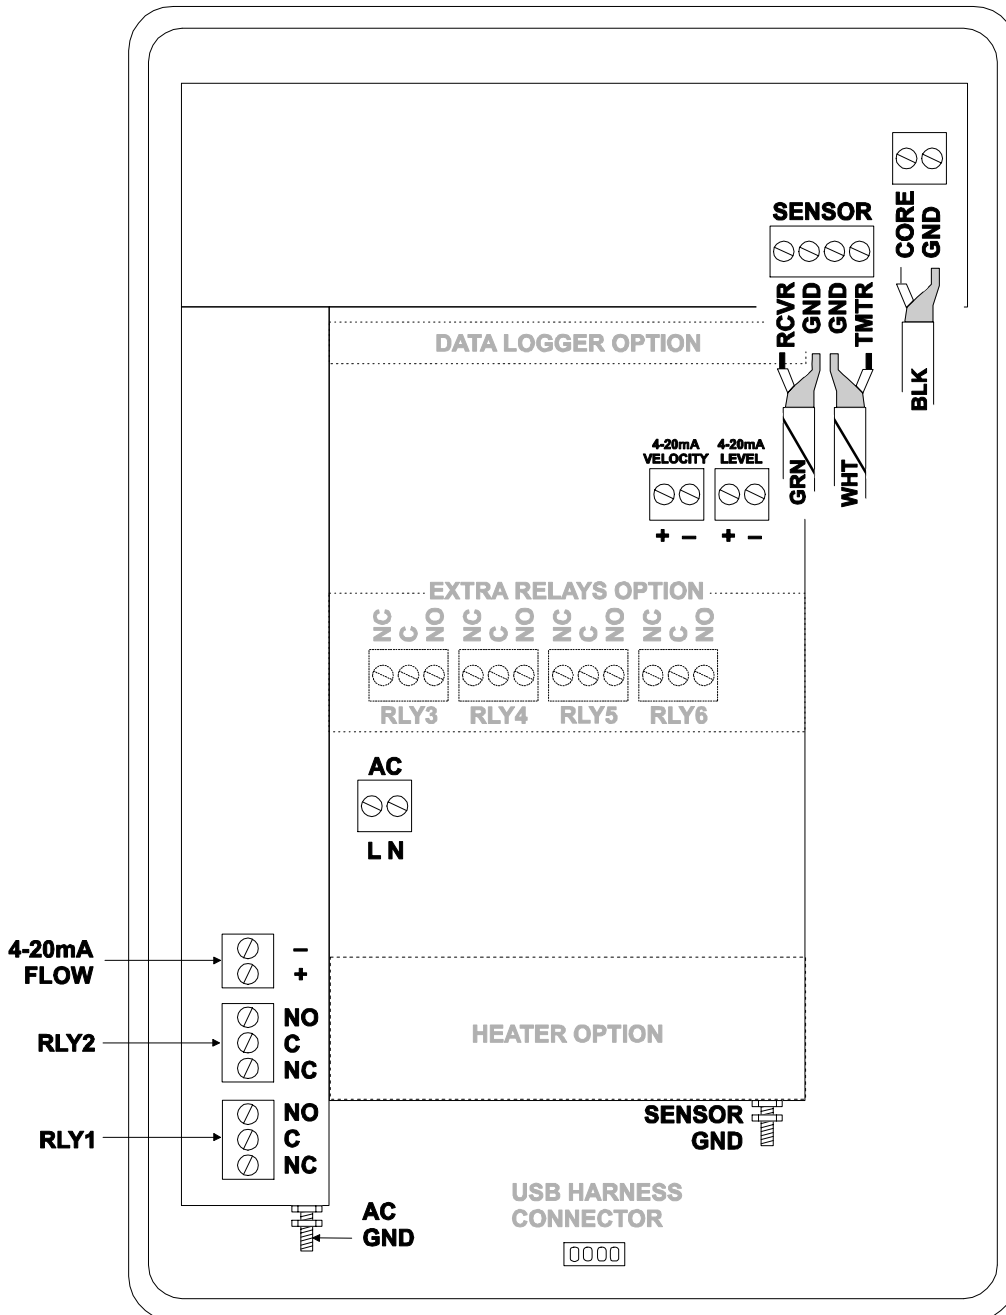 SENSOR
CORE
GND
RCVR
GND
GND
TMTR
DATA LOGGER OPTION
BLK
GRN
WHT
4-20mA
VELOCITY
4-20mA
LEVEL
+ –
+ –
EXTRA RELAYS OPTION
NC
C
NO
NC
C
NO
NC
C
NO
NC
C
NO
RLY3
RLY4
RLY5
RLY6
AC
L N
4-20mA
FLOW
–
+
RLY2
NO
C
NC
HEATER OPTION
RLY1
NO
C
NC
SENSOR
GND
AC
GND
USB HARNESS
CONNECTOR